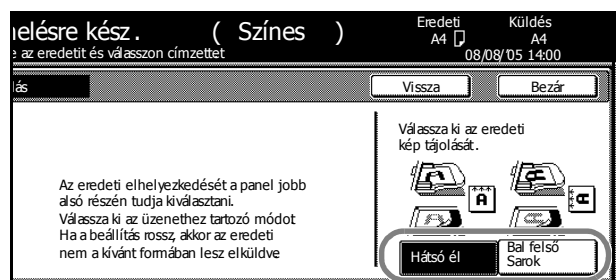 elésre kész. ( Színes )
e az eredetit és válasszon címzettet
Eredeti Küldés
A4 A4
08/08/'05 14:00
lás
Vissza Bezár
Válassza ki az eredeti
kép tájolását.
Az eredeti elhelyezkedését a panel jobb
alsó részén tudja kiválasztani.
Válassza ki az üzenethez tartozó módot
Ha a beállítás rossz, akkor az eredeti
nem a kívánt formában lesz elküldve
Hátsó él
Bal felső
Sarok